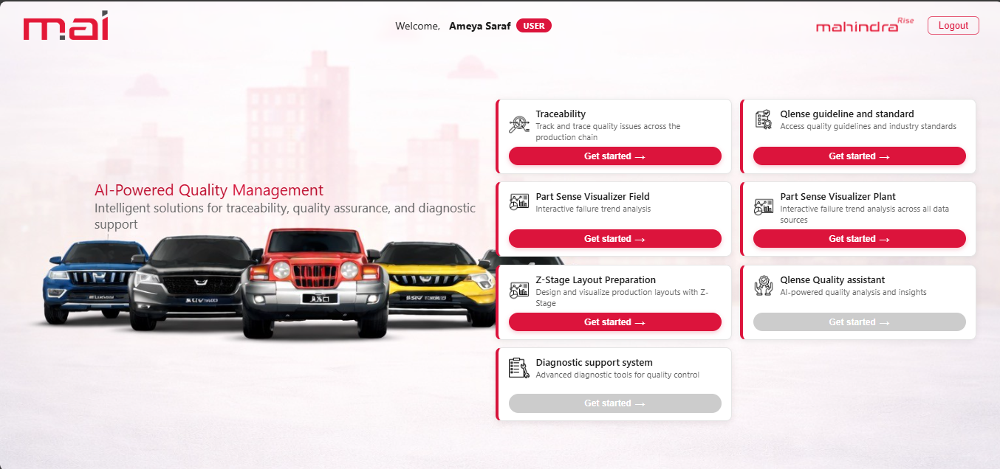 mai
Welcome, Ameya Saraf USER
mahindra Rise
Logout
AI-Powered Quality Management
Intelligent solutions for traceability, quality assurance, and diagnostic
support
Traceability
Track and trace quality issues across the
production chain
Get started →
Qlense guideline and standard
Access quality guidelines and industry standards
Get started →
Part Sense Visualizer Field
Interactive failure trend analysis
Get started →
Part Sense Visualizer Plant
Interactive failure trend analysis across all data
sources
Get started →
Z-Stage Layout Preparation
Design and visualize production layouts with Z-
Stage
Get started →
Qlense Quality assistant
AI-powered quality analysis and insights
Get started →
Diagnostic support system
Advanced diagnostic tools for quality control
Get started →